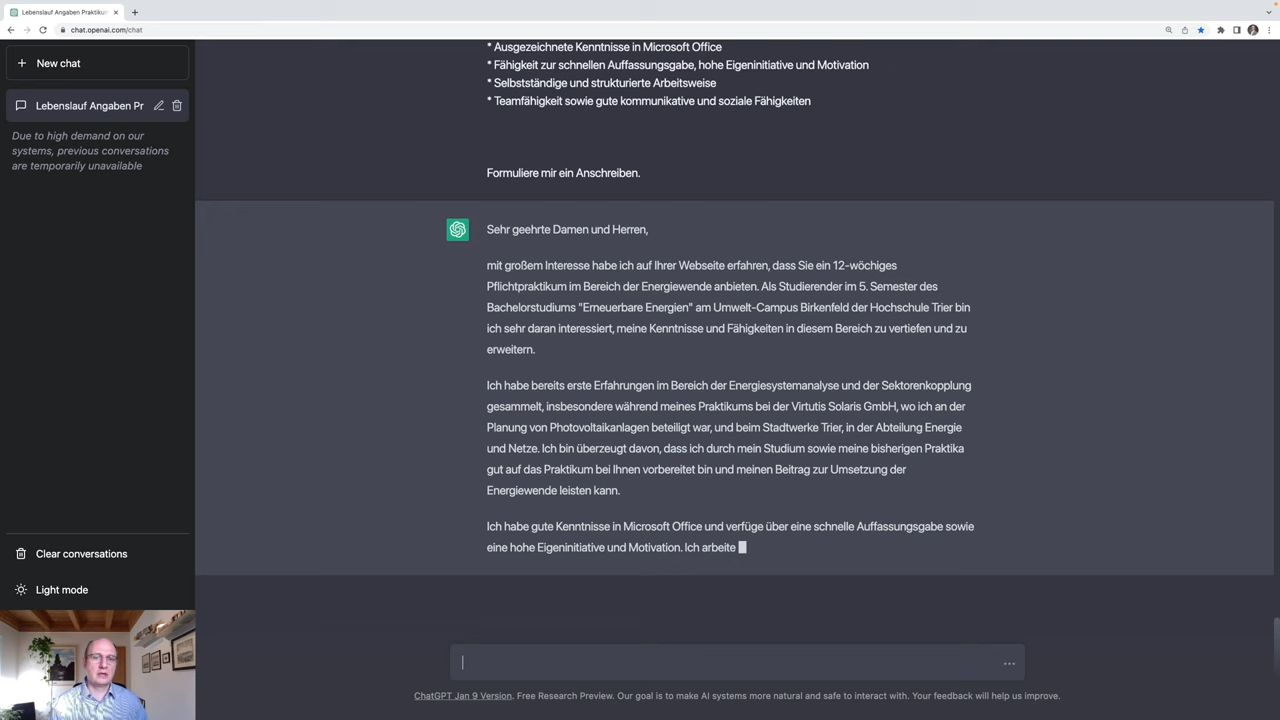 Lebenslauf Angaben Praktikum
chat.openai.com/chat
New chat
Lebenslauf Angaben Pr
Due to high demand on our
systems, previous conversations
are temporarily unavailable
Clear conversations
Light mode
* Ausgezeichnete Kenntnisse in Microsoft Office
* Fähigkeit zur schnellen Auffassungsgabe, hohe Eigeninitiative und Motivation
* Selbstständige und strukturierte Arbeitsweise
* Teamfähigkeit sowie gute kommunikative und soziale Fähigkeiten
Formuliere mir ein Anschreiben.
Sehr geehrte Damen und Herren,
mit großem Interesse habe ich auf Ihrer Webseite erfahren, dass Sie ein 12-wöchiges
Pflichtpraktikum im Bereich der Energiewende anbieten. Als Studierender im 5. Semester des
Bachelorstudiums "Erneuerbare Energien" am Umwelt-Campus Birkenfeld der Hochschule Trier bin
ich sehr daran interessiert, meine Kenntnisse und Fähigkeiten in diesem Bereich zu vertiefen und zu
erweitern.
Ich habe bereits erste Erfahrungen im Bereich der Energiesystemanalyse und der Sektorenkopplung
gesammelt, insbesondere während meines Praktikums bei der Virtutis Solaris GmbH, wo ich an der
Planung von Photovoltaikanlagen beteiligt war, und beim Stadtwerke Trier, in der Abteilung Energie
und Netze. Ich bin überzeugt davon, dass ich durch mein Studium sowie meine bisherigen Praktika
gut auf das Praktikum bei Ihnen vorbereitet bin und meinen Beitrag zur Umsetzung der
Energiewende leisten kann.
Ich habe gute Kenntnisse in Microsoft Office und verfüge über eine schnelle Auffassungsgabe sowie
eine hohe Eigeninitiative und Motivation. Ich arbeite
ChatGPT Jan 9 Version. Free Research Preview. Our goal is to make AI systems more natural and safe to interact with. Your feedback will help us improve.